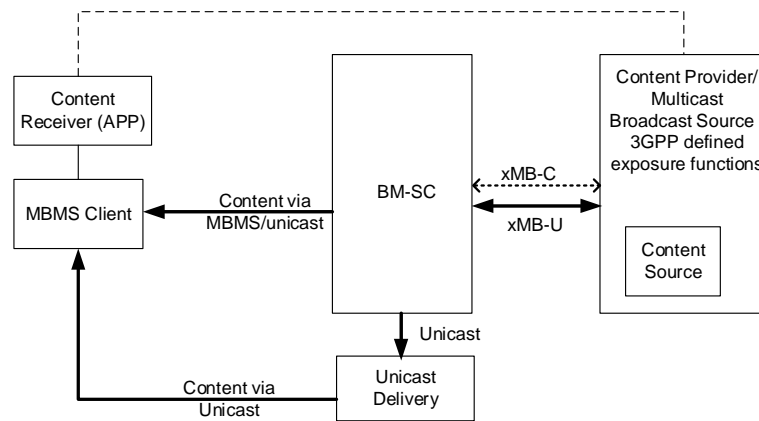 Content
Receiver (APP)
MBMS Client
Content via
MBMS/unicast
BM-SC
xMB-C
xMB-U
Content Provider/
Multicast
Broadcast Source
3GPP defined
exposure functions
Content
Source
Unicast
Unicast
Delivery
Content via
Unicast